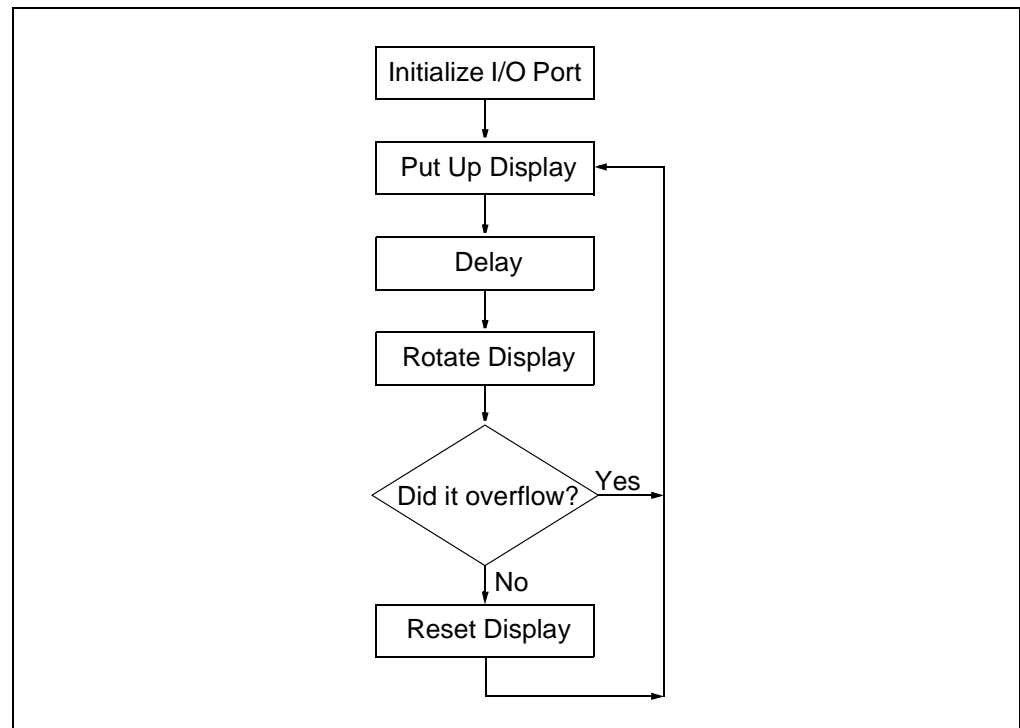 Initialize I/O Port
Put Up Display
Delay
Rotate Display
Did it overflow?
Yes
No
Reset Display